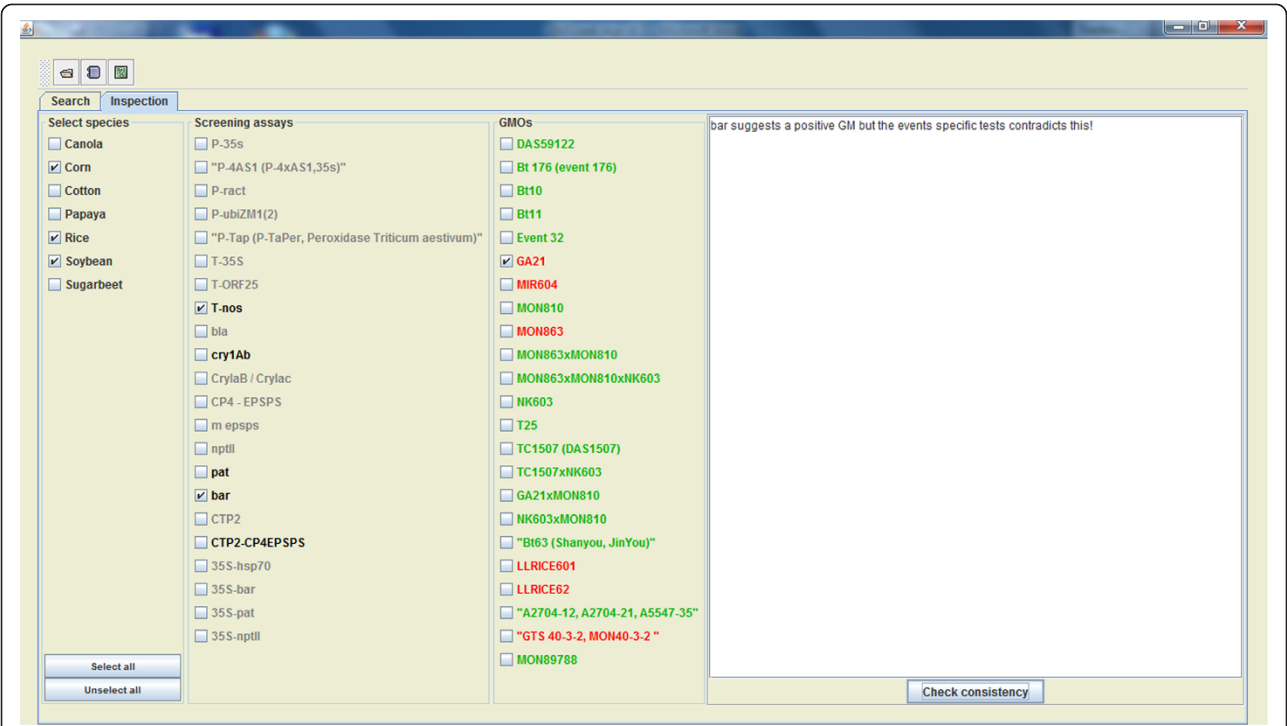 Search
Inspection
Select species
Canola
Corn
Cotton
Papaya
Rice
Soybean
Sugarbeet
Select all
Unselect all
Screening assays
P-35s
"P-4AS1 (P-4xAS1,35s)"
P-ract
P-ubiZM1(2)
"P-Tap (P-TaPer, Peroxidase Triticum aestivum)"
T-35S
T-ORF25
T-nos
bla
cry1Ab
CryIaB / CryIac
CP4 - EPSPS
m epsps
nptII
pat
bar
CTP2
CTP2-CP4EPSPS
35S-hsp70
35S-bar
35S-pat
35S-nptII
GMOs
DAS59122
Bt 176 (event 176)
Bt10
Bt11
Event 32
GA21
MIR604
MON810
MON863
MON863xMON810
MON863xMON810xNK603
NK603
T25
TC1507 (DAS1507)
TC1507xNK603
GA21xMON810
NK603xMON810
"Bt63 (Shanyou, JinYou)"
LLRICE601
LLRICE62
"A2704-12, A2704-21, A5547-35"
"GTS 40-3-2, MON40-3-2 "
MON89788
bar suggests a positive GM but the events specific tests contradicts this!
Check consistency